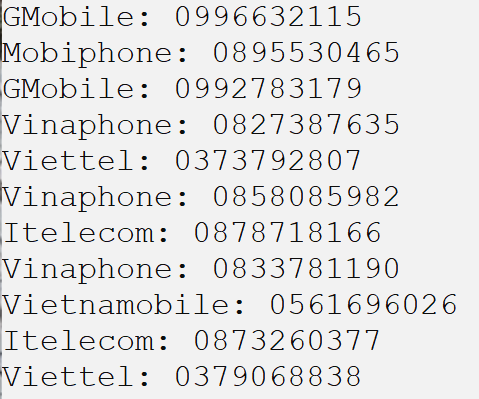 GMobile: 0996632115
Mobiphone: 0895530465
GMobile: 0992783179
Vinaphone: 0827387635
Viettel: 0373792807
Vinaphone: 0858085982
Itelecom: 0878718166
Vinaphone: 0833781190
Vietnamobile: 0561696026
Itelecom: 0873260377
Viettel: 0379068838